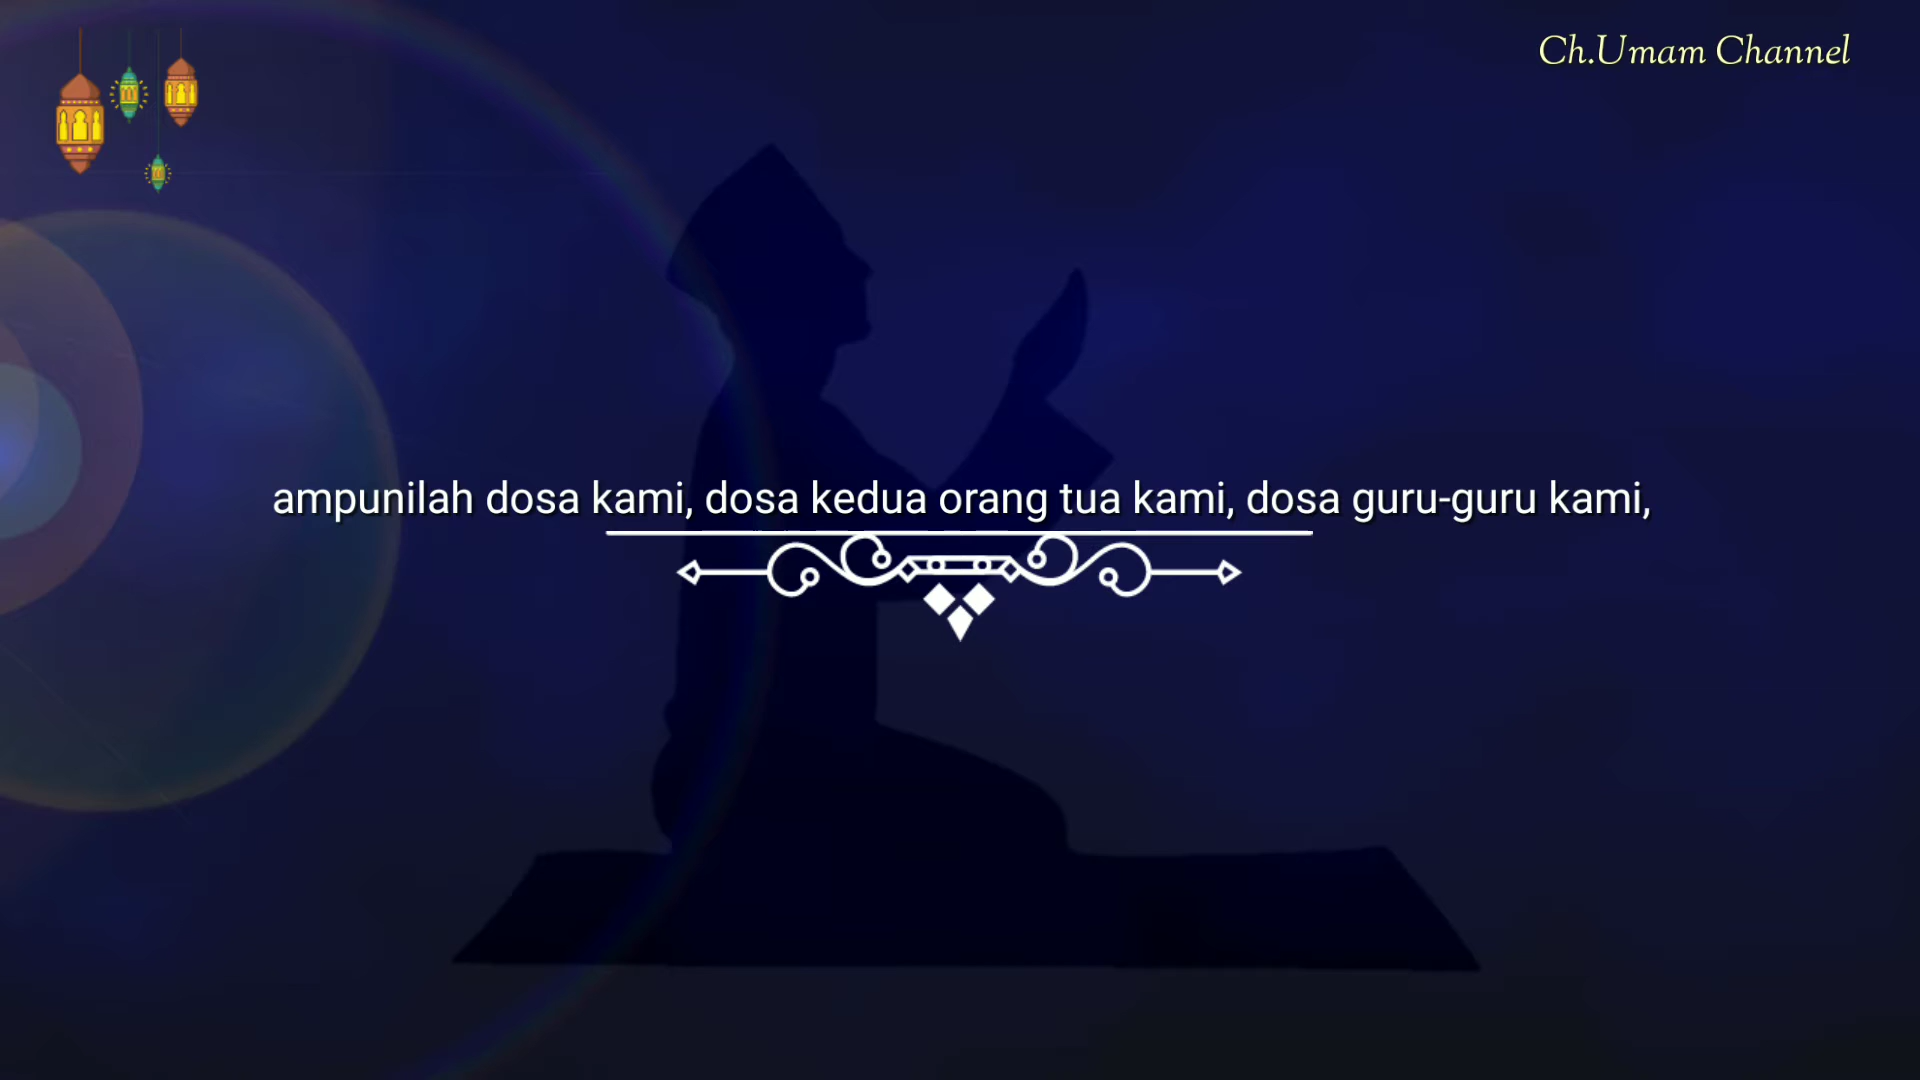 Ch.Umam Channel
ampunilah dosa kami, dosa kedua orang tua kami, dosa guru-guru kami,